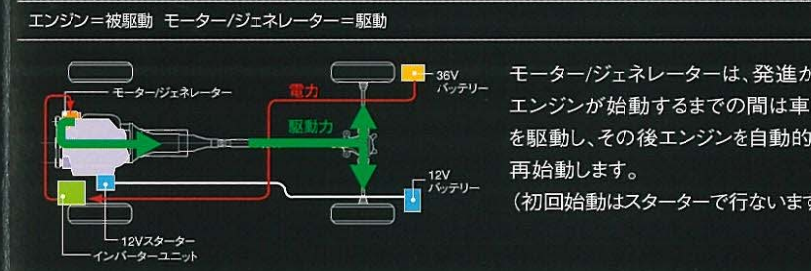 エンジン=被駆動 モーター/ジェネレーター=駆動
モーター/ジェネレーター
電力
駆動力
36V
バッテリー
12V
バッテリー
12Vスターター
インバーターユニット
モーター/ジェネレーターは、発進か
エンジンが始動するまでの間は車
を駆動し、その後エンジンを自動的
再始動します。
(初回始動はスターターで行ないます